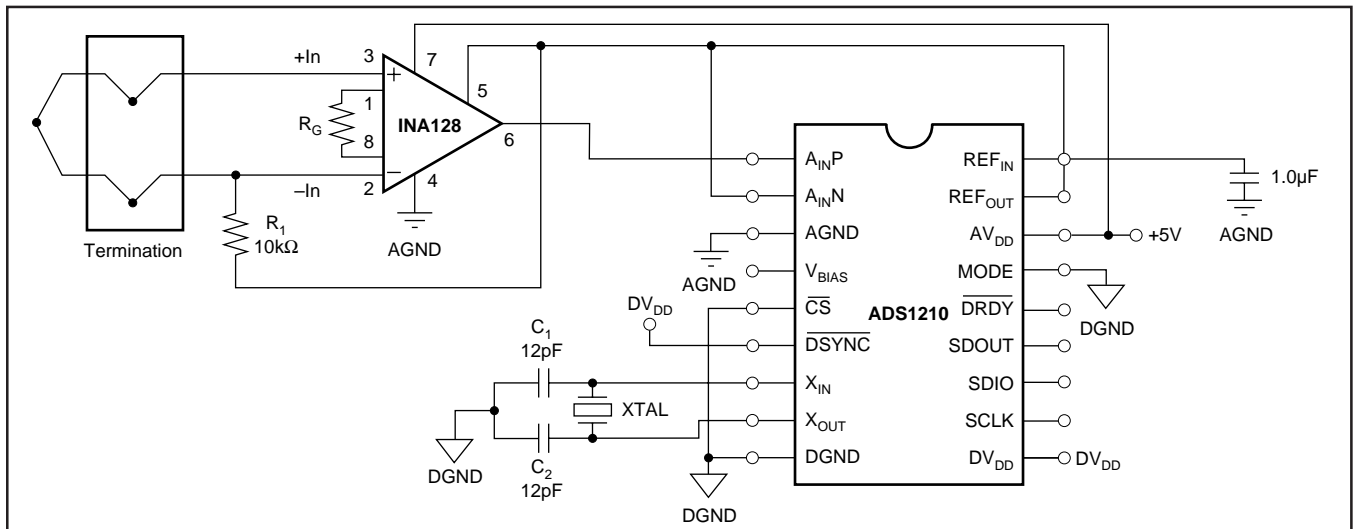 +In
3
7
5
1
R_G
8
INA128
6
–In
2
4
R_1
10kΩ
Termination
AGND
A_INP
REF_IN
1.0µF
A_INN
REF_OUT
AGND
AGND
AV_DD
+5V
V_BIAS
MODE
AGND
DV_DD
CS
ADS1210
DRDY
DGND
C_1
12pF
DSYNC
SDOUT
X_IN
SDIO
XTAL
X_OUT
SCLK
DGND
C_2
12pF
DGND
DV_DD
DV_DD
DGND